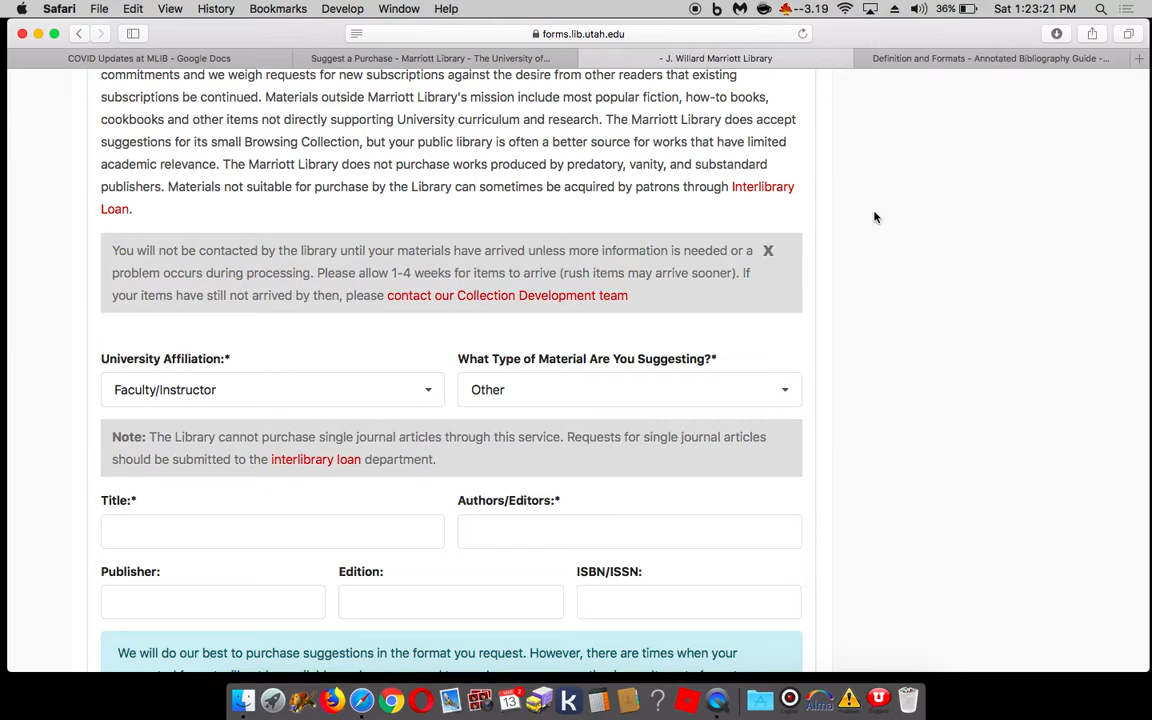 Safari File Edit View History Bookmarks Develop Window Help --3.19 36% Sat 1:23:21 PM
forms.lib.utah.edu
COVID Updates at MLIB - Google Docs
Suggest a Purchase - Marriott Library - The University of...
- J. Willard Marriott Library
Definition and Formats - Annotated Bibliography Guide -...
commitments and we weigh requests for new subscriptions against the desire from other readers that existing
subscriptions be continued. Materials outside Marriott Library's mission include most popular fiction, how-to books,
cookbooks and other items not directly supporting University curriculum and research. The Marriott Library does accept
suggestions for its small Browsing Collection, but your public library is often a better source for works that have limited
academic relevance. The Marriott Library does not purchase works produced by predatory, vanity, and substandard
publishers. Materials not suitable for purchase by the Library can sometimes be acquired by patrons through Interlibrary
Loan.
You will not be contacted by the library until your materials have arrived unless more information is needed or a X
problem occurs during processing. Please allow 1-4 weeks for items to arrive (rush items may arrive sooner). If
your items have still not arrived by then, please contact our Collection Development team
University Affiliation:* What Type of Material Are You Suggesting?*
Faculty/Instructor Other
Note: The Library cannot purchase single journal articles through this service. Requests for single journal articles
should be submitted to the interlibrary loan department.
Title:* Authors/Editors:*
Publisher: Edition: ISBN/ISSN:
We will do our best to purchase suggestions in the format you request. However, there are times when your
MAR 13 2
Alma